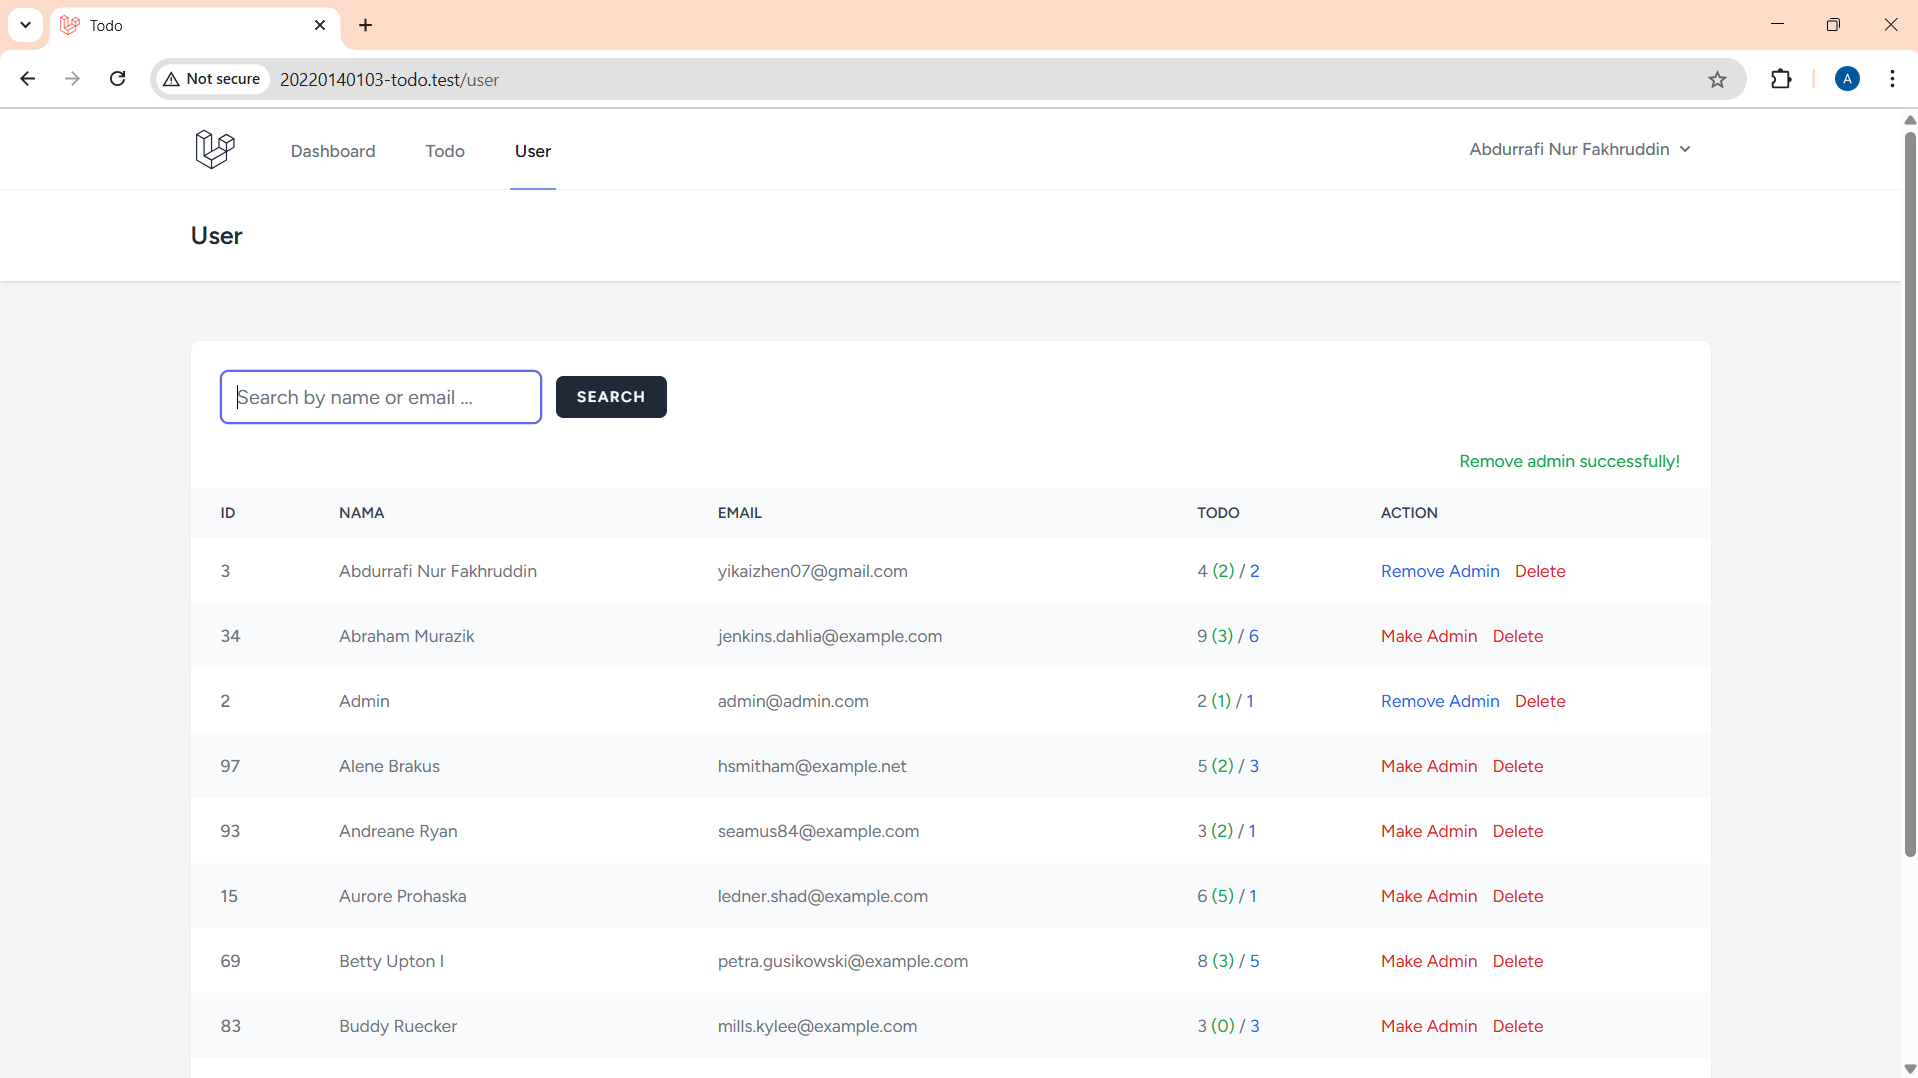 Todo
Not secure 20220140103-todo.test/user A
Dashboard Todo User Abdurrafi Nur Fakhruddin
User
Search by name or email ... SEARCH
Remove admin successfully!
ID NAMA EMAIL TODO ACTION
3 Abdurrafi Nur Fakhruddin yikaizhen07@gmail.com 4 (2) / 2 Remove Admin Delete
34 Abraham Murazik jenkins.dahlia@example.com 9 (3) / 6 Make Admin Delete
2 Admin admin@admin.com 2 (1) / 1 Remove Admin Delete
97 Alene Brakus hsmitham@example.net 5 (2) / 3 Make Admin Delete
93 Andreane Ryan seamus84@example.com 3 (2) / 1 Make Admin Delete
15 Aurore Prohaska ledner.shad@example.com 6 (5) / 1 Make Admin Delete
69 Betty Upton I petra.gusikowski@example.com 8 (3) / 5 Make Admin Delete
83 Buddy Ruecker mills.kylee@example.com 3 (0) / 3 Make Admin Delete